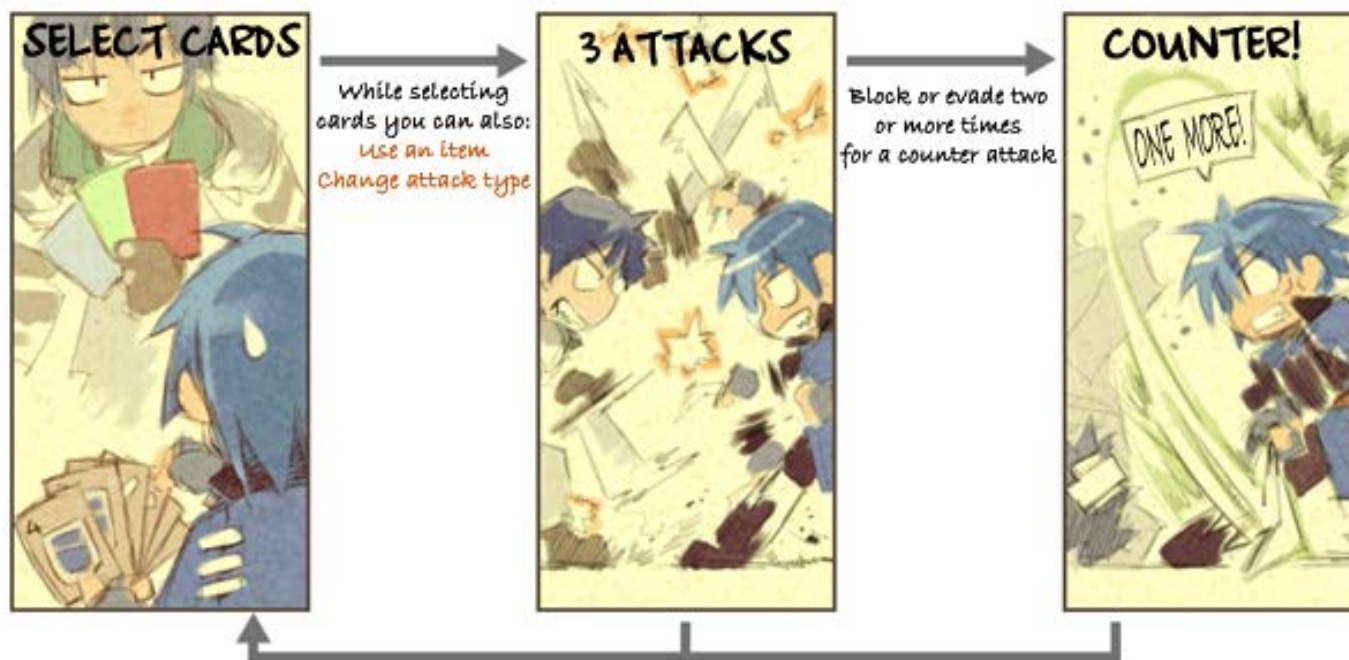 SELECT CARDS
While selecting
cards you can also:
Use an item
Change attack type
3 ATTACKS
Block or evade two
or more times
for a counter attack
COUNTER!
ONE MORE!
4